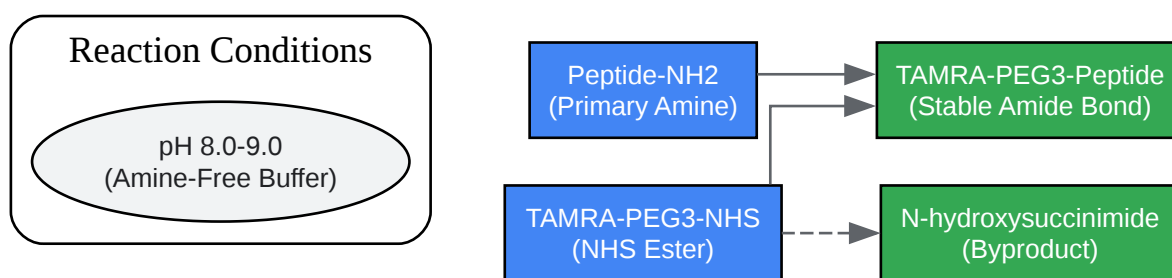 Reaction Conditions
pH 8.0-9.0
(Amine-Free Buffer)
Peptide-NH2
(Primary Amine)
TAMRA-PEG3-Peptide
(Stable Amide Bond)
TAMRA-PEG3-NHS
(NHS Ester)
N-hydroxysuccinimide
(Byproduct)